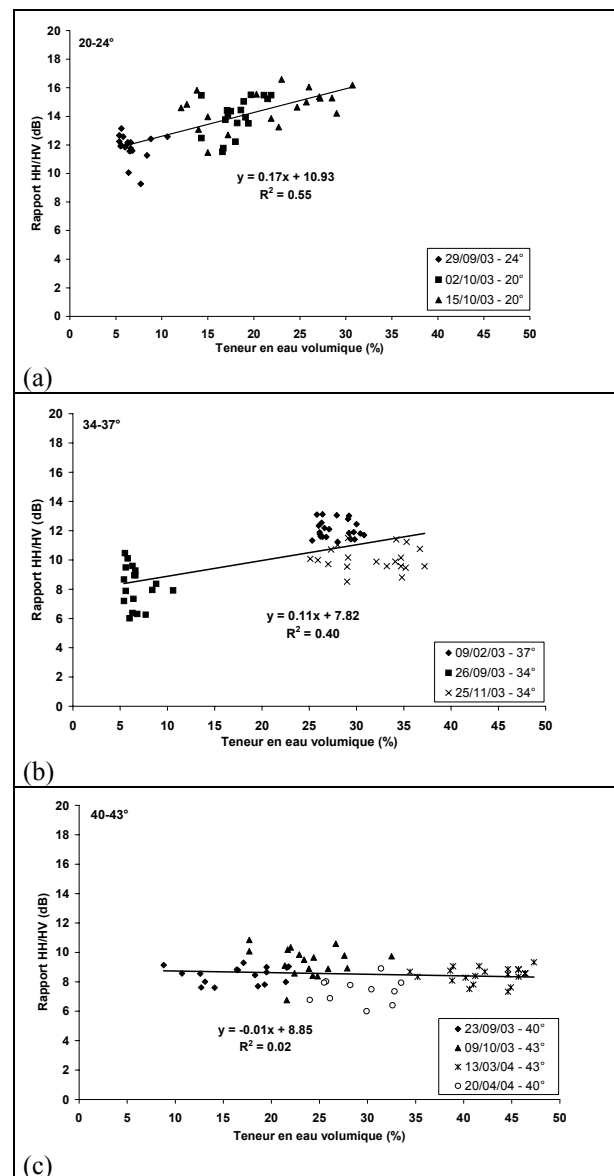 20-24°
Rapport HH/HV (dB)
20
18
16
14
12
10
8
6
4
2
0
y = 0.17x + 10.93
R² = 0.55
29/09/03 - 24°
02/10/03 - 20°
15/10/03 - 20°
0 5 10 15 20 25 30 35 40 45 50
Teneur en eau volumique (%)
(a)
34-37°
Rapport HH/HV (dB)
20
18
16
14
12
10
8
6
4
2
0
y = 0.11x + 7.82
R² = 0.40
09/02/03 - 37°
26/09/03 - 34°
25/11/03 - 34°
0 5 10 15 20 25 30 35 40 45 50
Teneur en eau volumique (%)
(b)
40-43°
Rapport HH/HV (dB)
20
18
16
14
12
10
8
6
4
2
0
y = -0.01x + 8.85
R² = 0.02
23/09/03 - 40°
09/10/03 - 43°
13/03/04 - 43°
20/04/04 - 40°
0 5 10 15 20 25 30 35 40 45 50
Teneur en eau volumique (%)
(c)